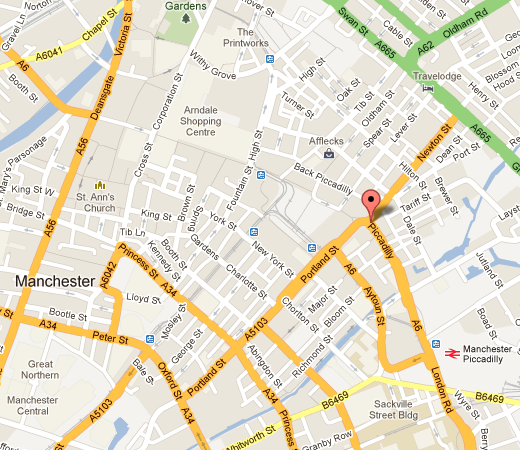 Gravel Ln
Norton
Chapel St
A6041
Victoria St
Gardens
The
Printworks
Swan St
A665
Cable St
A62
Oldham Rd
A6
Booth St
Deansgate
Withy Grove
High St
Travelodge
Blossom
Hood
Henry St
Corporation St
Turner St
Oak St
Tib St
Oldham St
Spear St
Lever St
Arndale
Shopping
Centre
High St
Afflecks
Newton St
A665
Dean St
Port St
A56
St. Mary's Parsonage
Cross St
Fountain St
Back Piccadilly
Hilton St
Brewer St
King St W
Bridge St
St. Ann's
Church
King St
Brown St
Spring
Gardens
York St
Tariff St
Dale St
Piccadilly
Layst
A56
Tib Ln
Kennedy St
Booth St
New York St
Portland St
Jutland St
Princess St
A34
A6042
Charlotte St
A6
Aytoun St
Manchester
Lloyd St
Mosley St
Chorlton St
Major St
Bloom St
A6
Boad St
Bootle St
A34
Peter St
George St
A5103
Abingdon St
Richmond St
Manchester
Piccadilly
Great
Northern
Bale St
Oxford St
Portland St
London Rd
Manchester
Central
A5103
A34
Princess
B6469
Sackville
Street Bldg
B6469
Wyre St
Berry
Whitworth St
Granby Row